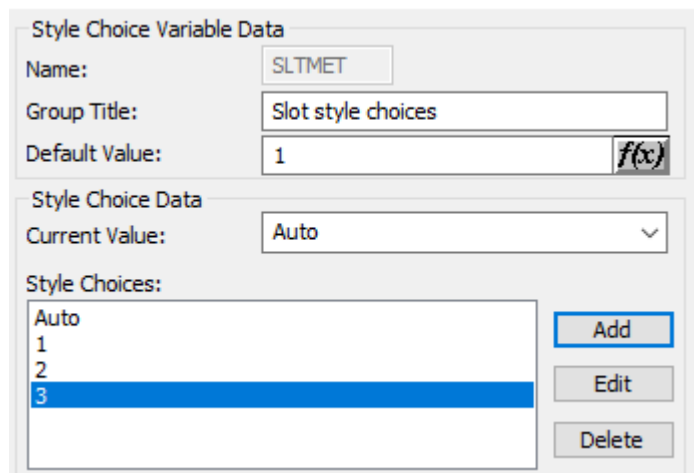 Style Choice Variable Data
Name: SLTMET
Group Title: Slot style choices
Default Value: 1 f(x)
Style Choice Data
Current Value: Auto
Style Choices:
Auto
1
2
3
Add
Edit
Delete